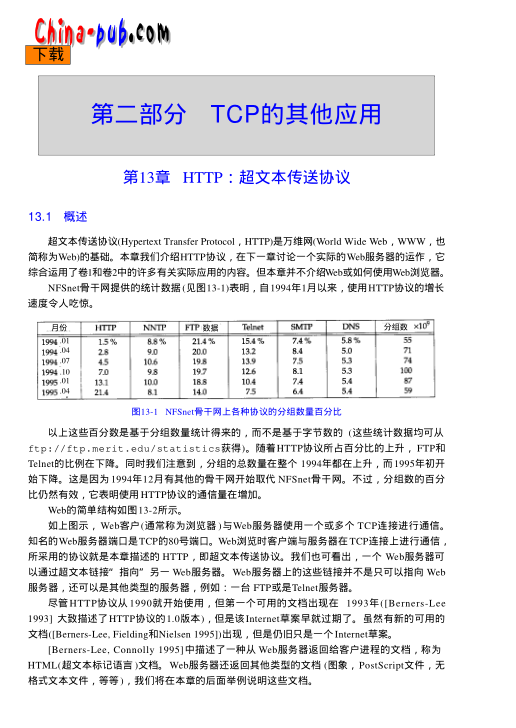 China-pub.com
下载
第二部分 TCP的其他应用
第13章 HTTP：超文本传送协议
13.1 概述
超文本传送协议(Hypertext Transfer Protocol，HTTP)是万维网(World Wide Web，WWW，也
简称为Web)的基础。本章我们介绍HTTP协议，在下一章讨论一个实际的Web服务器的运作，它
综合运用了卷1和卷2中的许多有关实际应用的内容。但本章并不介绍Web或如何使用Web浏览器。
NFSnet骨干网提供的统计数据(见图13-1)表明，自1994年1月以来，使用HTTP协议的增长
速度令人吃惊。
月份 HTTP NNTP FTP 数据 Telnet SMTP DNS 分组数 ×10⁹
1994 .01 1.5 % 8.8 % 21.4 % 15.4 % 7.4 % 5.8 % 55
1994 .04 2.8 9.0 20.0 13.2 8.4 5.0 71
1994 .07 4.5 10.6 19.8 13.9 7.5 5.3 74
1994 .10 7.0 9.8 19.7 12.6 8.1 5.3 100
1995 .01 13.1 10.0 18.8 10.4 7.4 5.4 87
1995 .04 21.4 8.1 14.0 7.5 6.4 5.4 59
图13-1 NFSnet骨干网上各种协议的分组数量百分比
以上这些百分数是基于分组数量统计得来的，而不是基于字节数的 (这些统计数据均可从
ftp://ftp.merit.edu/statistics获得)。随着HTTP协议所占百分比的上升，FTP和
Telnet的比例在下降。同时我们注意到，分组的总数量在整个 1994年都在上升，而1995年初开
始下降。这是因为 1994年12月有其他的骨干网开始取代 NFSnet骨干网。不过，分组数的百分
比仍然有效，它表明使用HTTP协议的通信量在增加。
Web的简单结构如图13-2所示。
如上图示， Web客户(通常称为浏览器 )与Web服务器使用一个或多个 TCP连接进行通信。
知名的Web服务器端口是TCP的80号端口。Web浏览时客户端与服务器在TCP连接上进行通信，
所采用的协议就是本章描述的 HTTP，即超文本传送协议。我们也可看出，一个 Web服务器可
以通过超文本链接“指向”另一 Web服务器。 Web服务器上的这些链接并不是只可以指向 Web
服务器，还可以是其他类型的服务器，例如：一台 FTP或是Telnet服务器。
尽管HTTP协议从1990就开始使用，但第一个可用的文档出现在 1993年([Berners-Lee
1993] 大致描述了HTTP协议的1.0版本)，但是该Internet草案早就过期了。虽然有新的可用的
文档([Berners-Lee, Fielding和Nielsen 1995])出现，但是仍旧只是一个Internet草案。
[Berners-Lee, Connolly 1995]中描述了一种从 Web服务器返回给客户进程的文档，称为
HTML(超文本标记语言 )文档。 Web服务器还返回其他类型的文档 (图象，PostScript文件，无
格式文本文件，等等)，我们将在本章的后面举例说明这些文档。